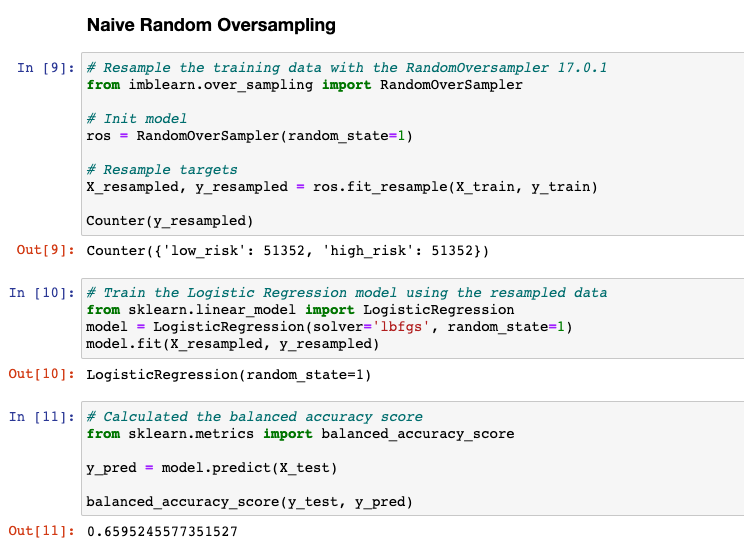 Naive Random Oversampling
In [9]: # Resample the training data with the RandomOversampler 17.0.1
from imblearn.over_sampling import RandomOverSampler
# Init model
ros = RandomOverSampler(random_state=1)
# Resample targets
X_resampled, y_resampled = ros.fit_resample(X_train, y_train)
Counter(y_resampled)
Out[9]: Counter({'low_risk': 51352, 'high_risk': 51352})
In [10]: # Train the Logistic Regression model using the resampled data
from sklearn.linear_model import LogisticRegression
model = LogisticRegression(solver='lbfgs', random_state=1)
model.fit(X_resampled, y_resampled)
Out[10]: LogisticRegression(random_state=1)
In [11]: # Calculated the balanced accuracy score
from sklearn.metrics import balanced_accuracy_score
y_pred = model.predict(X_test)
balanced_accuracy_score(y_test, y_pred)
Out[11]: 0.6595245577351527